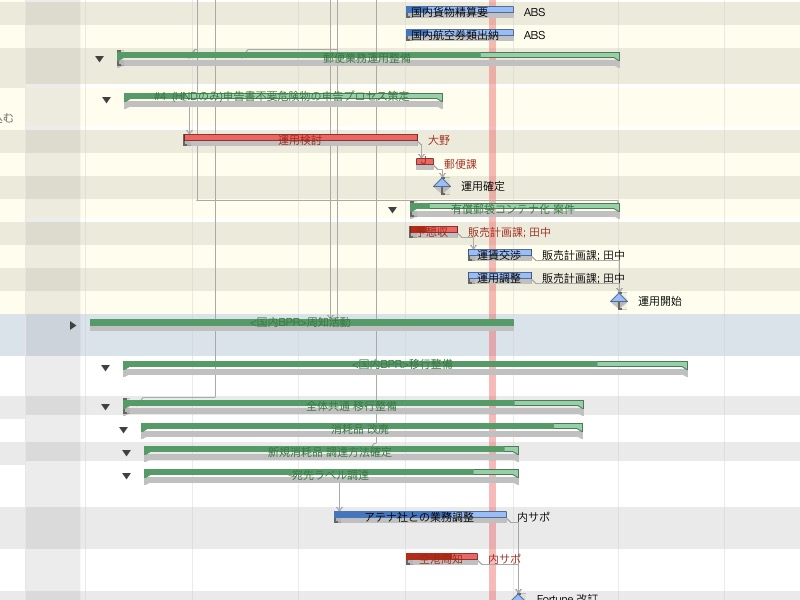 国内貨物精算要 ABS
国内航空券類出納 ABS
郵便業務運用整備
#4 (HNDのみ)申告書不要危険物の申告プロセス策定
込む
運用検討 大野
郵便課
運用確定
有償郵袋コンテナ化 案件
販売計画課; 田中
運賃交渉 販売計画課; 田中
運用調整 販売計画課; 田中
運用開始
<国内BPR>周知活動
<国内BPR>移行整備
全体共通 移行整備
消耗品 改廃
新規消耗品 調達方法確定
宛先ラベル調達
アテナ社との業務調整 内サポ
空港周知 内サポ
Fortune 改訂